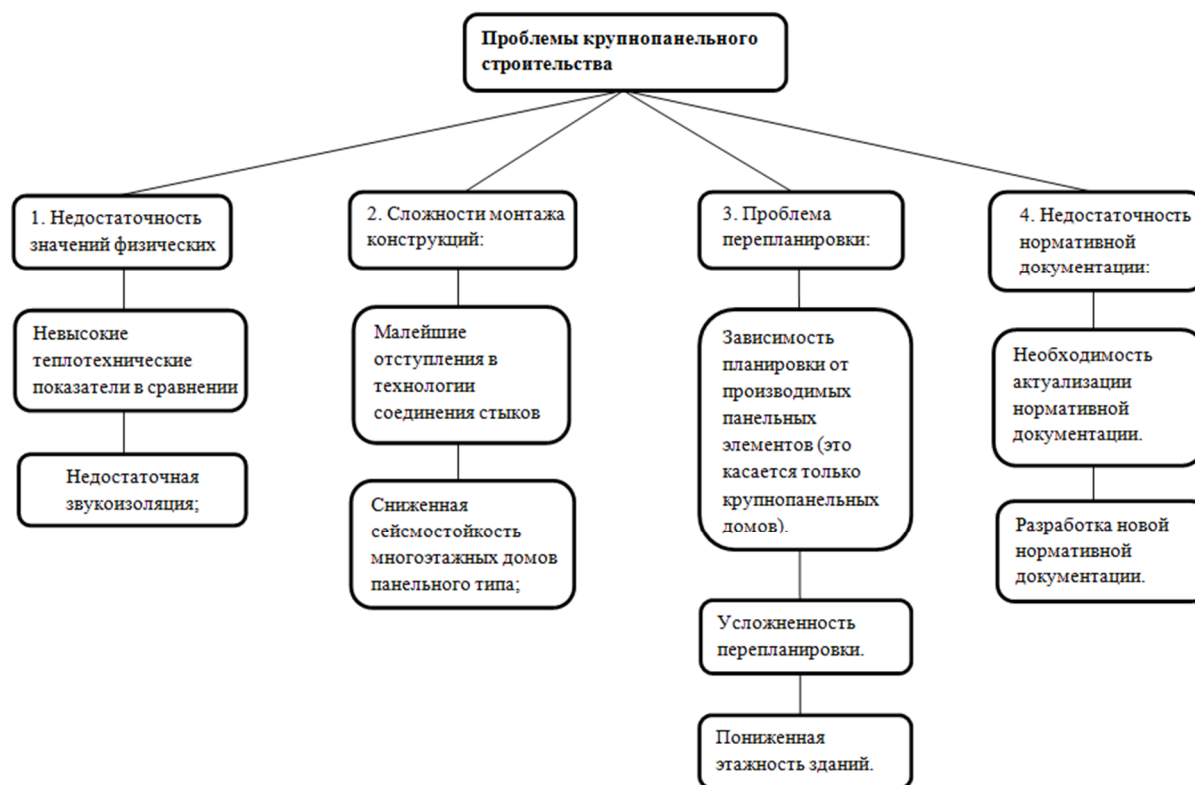 Проблемы крупнопанельного
строительства
1. Недостаточность
значений физических
Невысокие
теплотехнические
показатели в сравнении
Недостаточная
звукоизоляция;
2. Сложности монтажа
конструкций:
Малейшие
отступления в
технологии
соединения стыков
Сниженная
сейсмостойкость
многоэтажных домов
панельного типа;
3. Проблема
перепланировки:
Зависимость
планировки от
производимых
панельных
элементов (это
касается только
крупнопанельных
домов).
Усложненность
перепланировки.
Пониженная
этажность зданий.
4. Недостаточность
нормативной
документации:
Необходимость
актуализации
нормативной
документации.
Разработка новой
нормативной
документации.